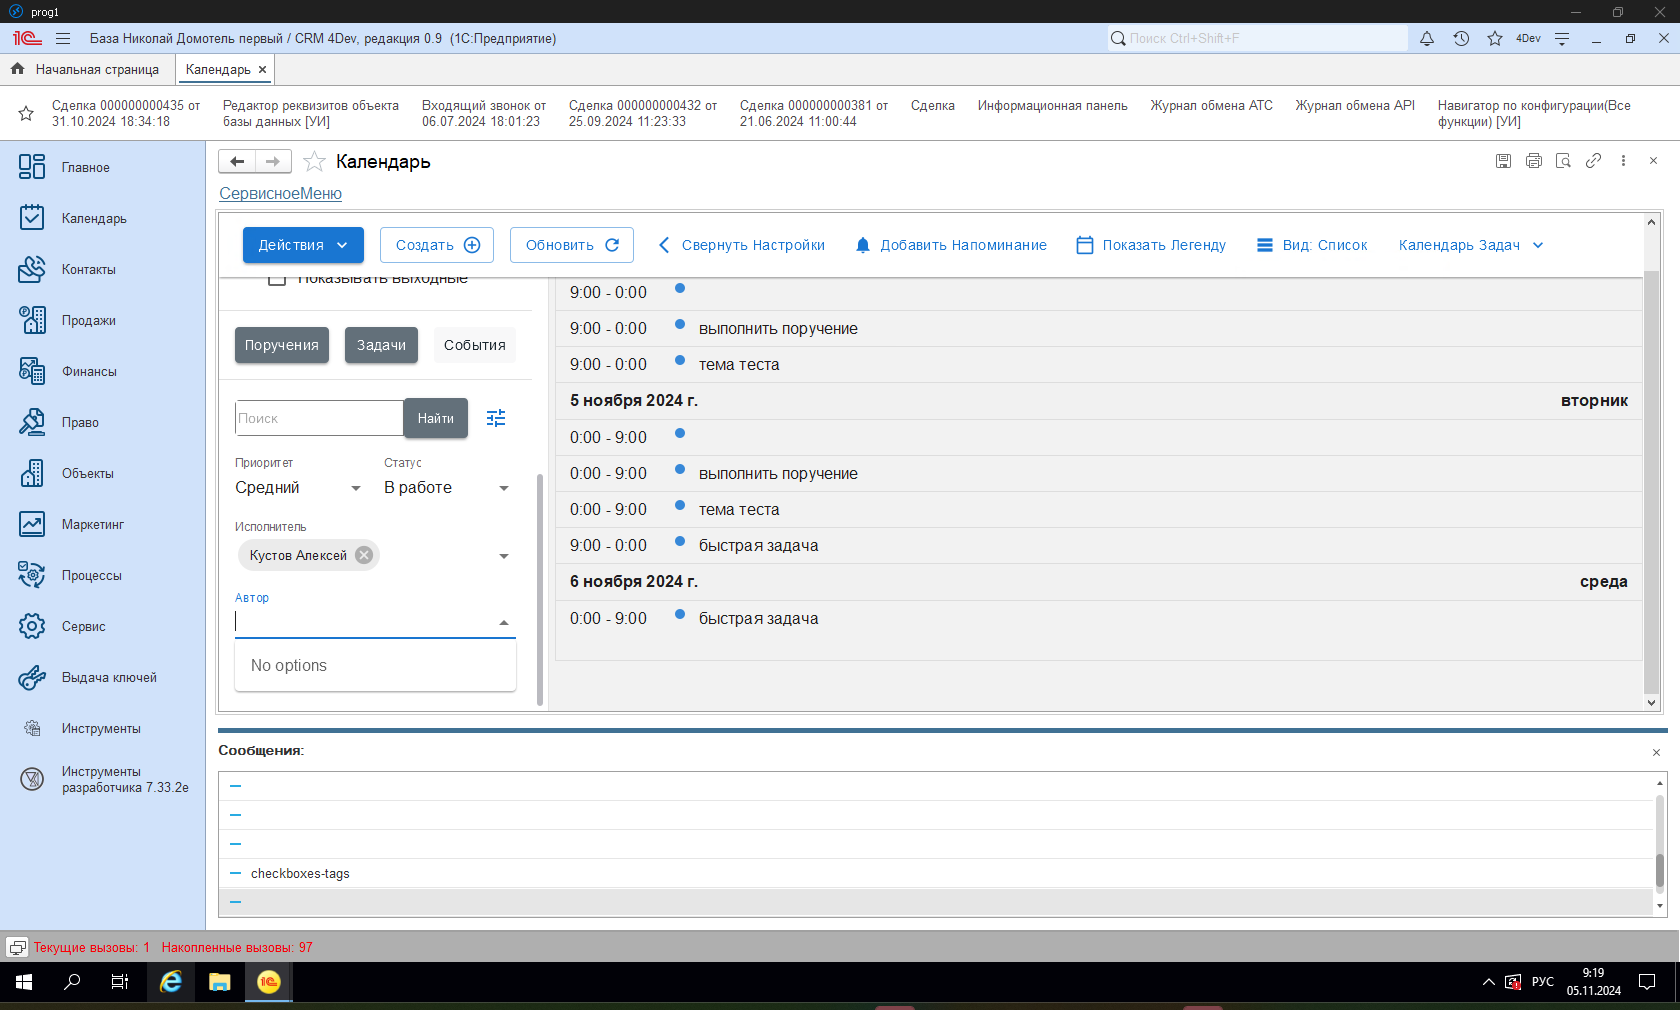 prog1
1С
База Николай Домотель первый / CRM 4Dev, редакция 0.9 (1С:Предприятие)
Поиск Ctrl+Shift+F
4Dev
Начальная страница
Календарь
Сделка 000000000435 от 31.10.2024 18:34:18
Редактор реквизитов объекта базы данных [УИ]
Входящий звонок от 06.07.2024 18:01:23
Сделка 000000000432 от 25.09.2024 11:23:33
Сделка 000000000381 от 21.06.2024 11:00:44
Сделка
Информационная панель
Журнал обмена АТС
Журнал обмена API
Навигатор по конфигурации(Все функции) [УИ]
Главное
Календарь
Контакты
Продажи
Финансы
Право
Объекты
Маркетинг
Процессы
Сервис
Выдача ключей
Инструменты
Инструменты разработчика 7.33.2e
Календарь
СервисноеМеню
Действия
Создать
Обновить
Свернуть Настройки
Добавить Напоминание
Показать Легенду
Вид: Список
Календарь Задач
Показывать выходные
Поручения
Задачи
События
Поиск
Найти
Приоритет
Статус
Средний
В работе
Исполнитель
Кустов Алексей
Автор
No options
9:00 - 0:00
9:00 - 0:00 выполнить поручение
9:00 - 0:00 тема теста
5 ноября 2024 г. вторник
0:00 - 9:00
0:00 - 9:00 выполнить поручение
0:00 - 9:00 тема теста
9:00 - 0:00 быстрая задача
6 ноября 2024 г. среда
0:00 - 9:00 быстрая задача
Сообщения:
checkboxes-tags
Текущие вызовы: 1 Накопленные вызовы: 97
1С
РУС
9:19
05.11.2024